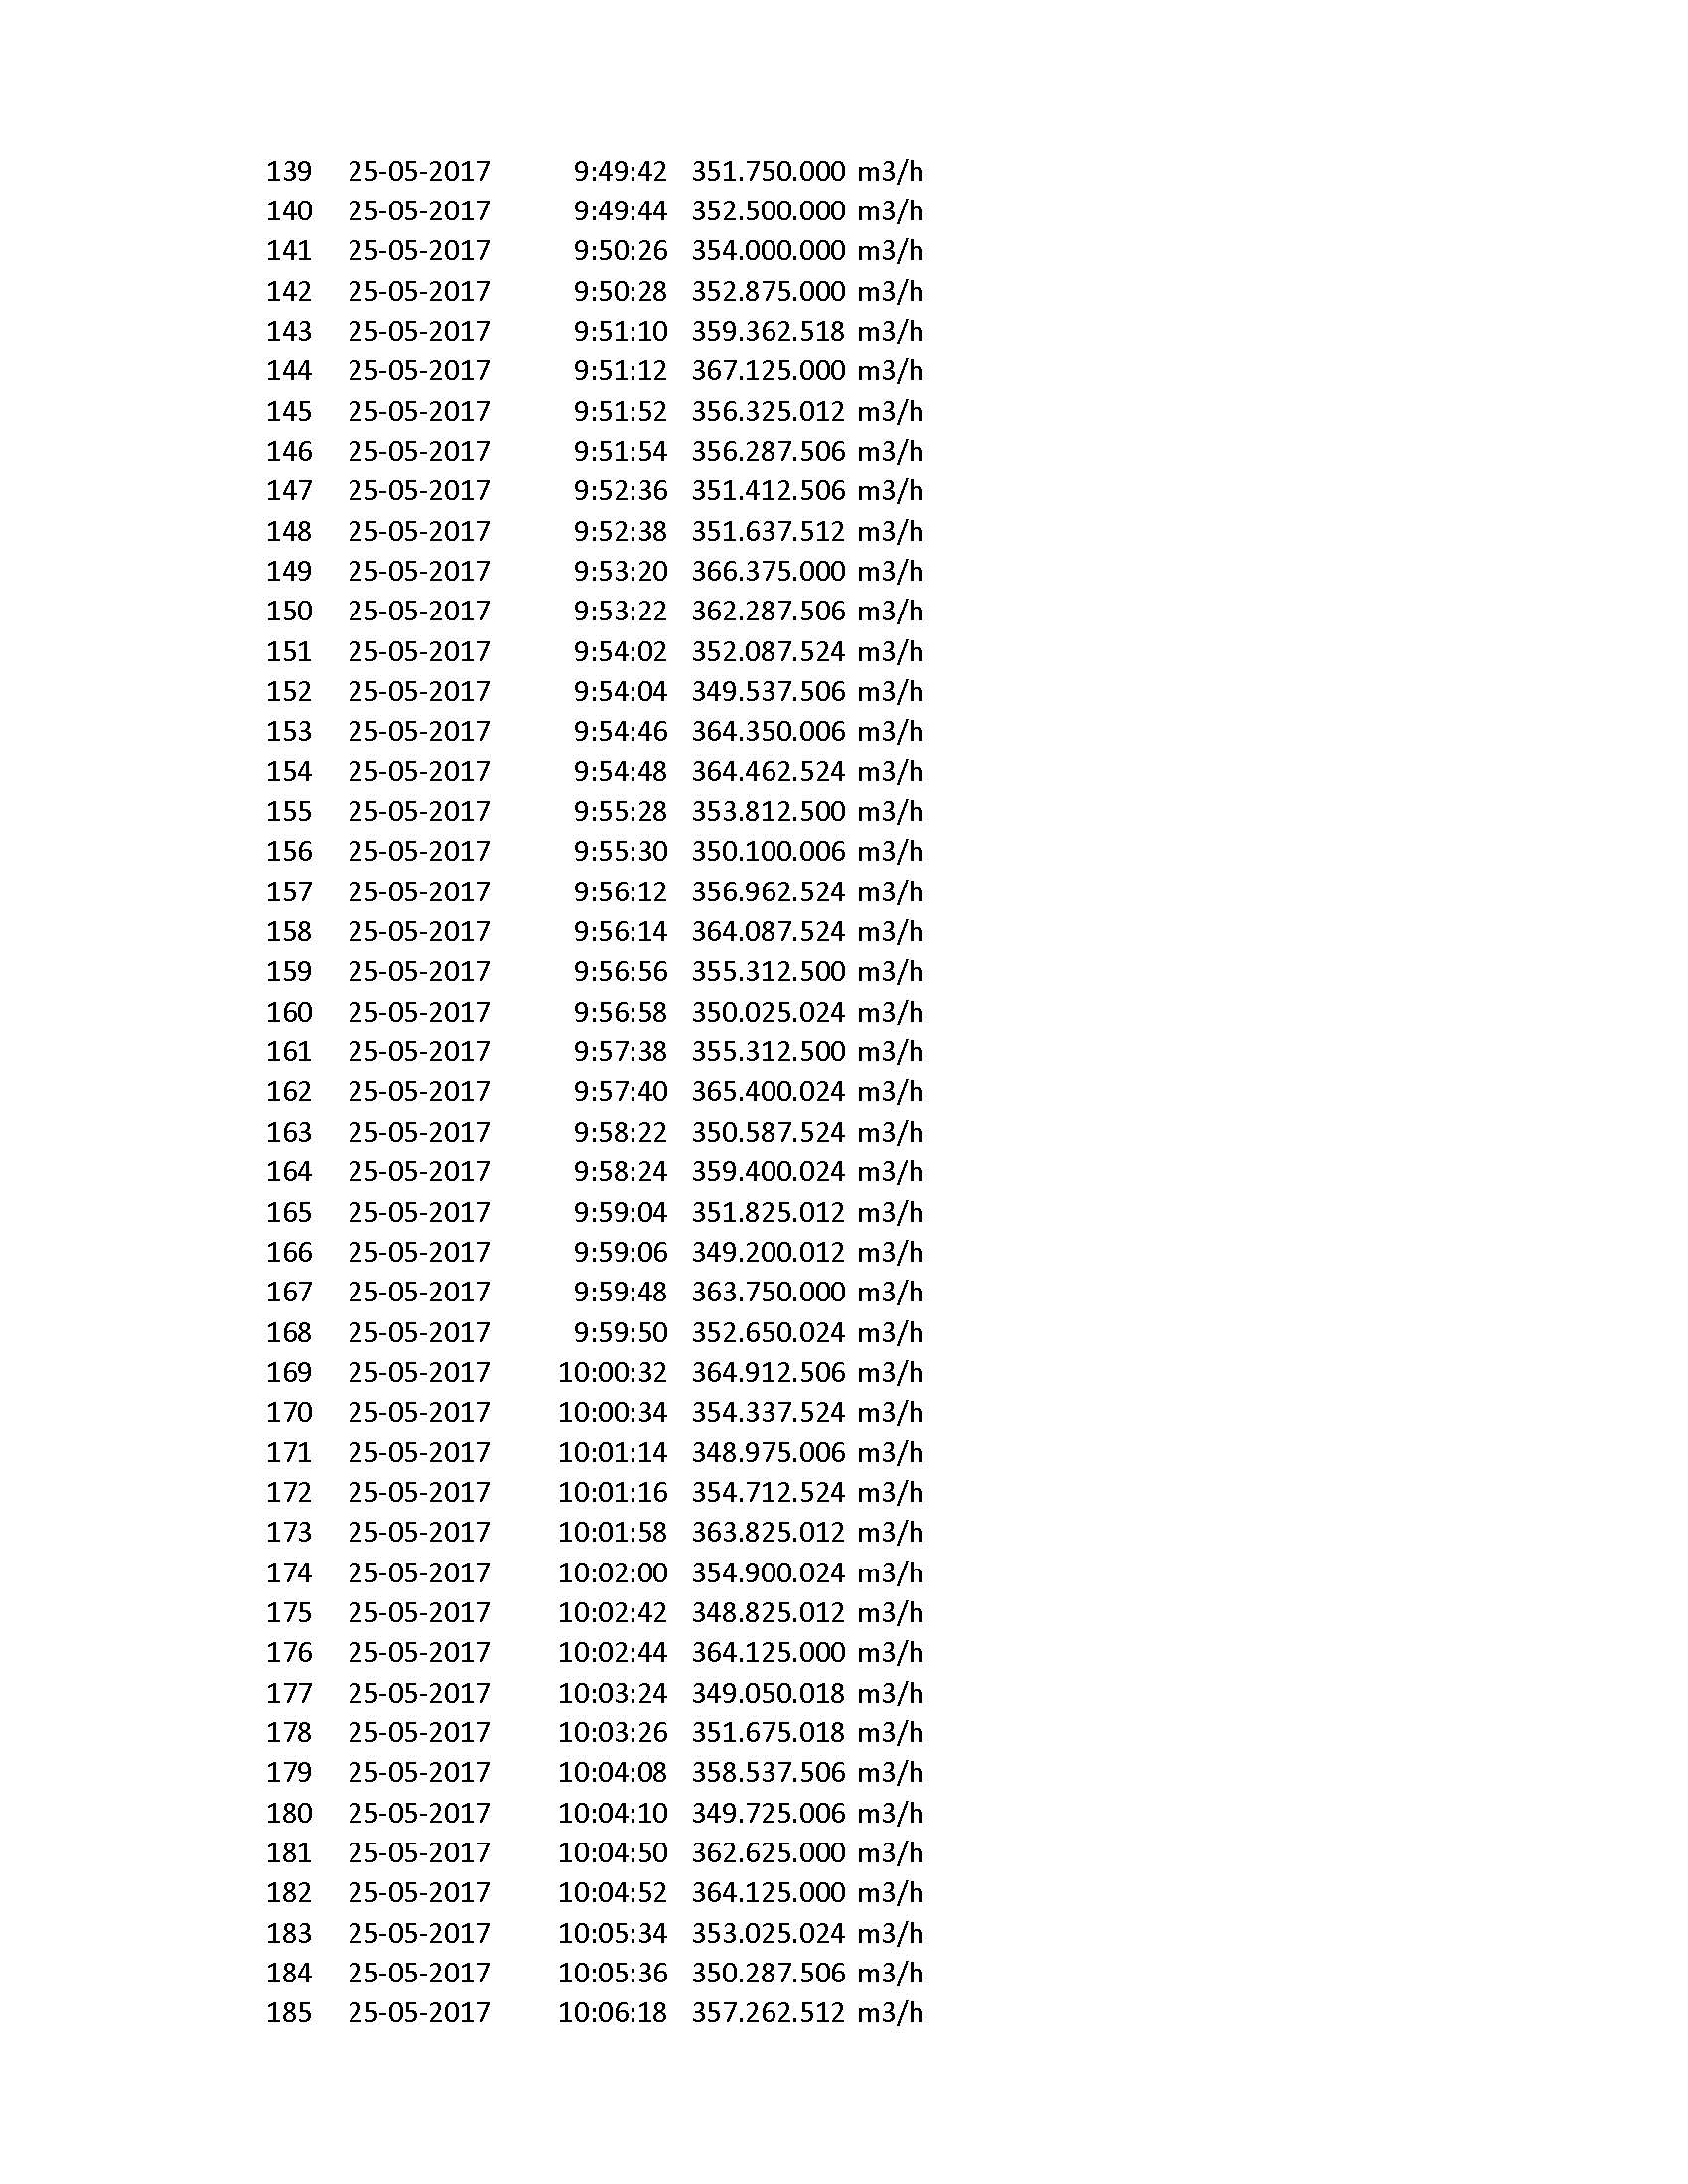 139 25-05-2017 9:49:42 351.750.000 m3/h
140 25-05-2017 9:49:44 352.500.000 m3/h
141 25-05-2017 9:50:26 354.000.000 m3/h
142 25-05-2017 9:50:28 352.875.000 m3/h
143 25-05-2017 9:51:10 359.362.518 m3/h
144 25-05-2017 9:51:12 367.125.000 m3/h
145 25-05-2017 9:51:52 356.325.012 m3/h
146 25-05-2017 9:51:54 356.287.506 m3/h
147 25-05-2017 9:52:36 351.412.506 m3/h
148 25-05-2017 9:52:38 351.637.512 m3/h
149 25-05-2017 9:53:20 366.375.000 m3/h
150 25-05-2017 9:53:22 362.287.506 m3/h
151 25-05-2017 9:54:02 352.087.524 m3/h
152 25-05-2017 9:54:04 349.537.506 m3/h
153 25-05-2017 9:54:46 364.350.006 m3/h
154 25-05-2017 9:54:48 364.462.524 m3/h
155 25-05-2017 9:55:28 353.812.500 m3/h
156 25-05-2017 9:55:30 350.100.006 m3/h
157 25-05-2017 9:56:12 356.962.524 m3/h
158 25-05-2017 9:56:14 364.087.524 m3/h
159 25-05-2017 9:56:56 355.312.500 m3/h
160 25-05-2017 9:56:58 350.025.024 m3/h
161 25-05-2017 9:57:38 355.312.500 m3/h
162 25-05-2017 9:57:40 365.400.024 m3/h
163 25-05-2017 9:58:22 350.587.524 m3/h
164 25-05-2017 9:58:24 359.400.024 m3/h
165 25-05-2017 9:59:04 351.825.012 m3/h
166 25-05-2017 9:59:06 349.200.012 m3/h
167 25-05-2017 9:59:48 363.750.000 m3/h
168 25-05-2017 9:59:50 352.650.024 m3/h
169 25-05-2017 10:00:32 364.912.506 m3/h
170 25-05-2017 10:00:34 354.337.524 m3/h
171 25-05-2017 10:01:14 348.975.006 m3/h
172 25-05-2017 10:01:16 354.712.524 m3/h
173 25-05-2017 10:01:58 363.825.012 m3/h
174 25-05-2017 10:02:00 354.900.024 m3/h
175 25-05-2017 10:02:42 348.825.012 m3/h
176 25-05-2017 10:02:44 364.125.000 m3/h
177 25-05-2017 10:03:24 349.050.018 m3/h
178 25-05-2017 10:03:26 351.675.018 m3/h
179 25-05-2017 10:04:08 358.537.506 m3/h
180 25-05-2017 10:04:10 349.725.006 m3/h
181 25-05-2017 10:04:50 362.625.000 m3/h
182 25-05-2017 10:04:52 364.125.000 m3/h
183 25-05-2017 10:05:34 353.025.024 m3/h
184 25-05-2017 10:05:36 350.287.506 m3/h
185 25-05-2017 10:06:18 357.262.512 m3/h